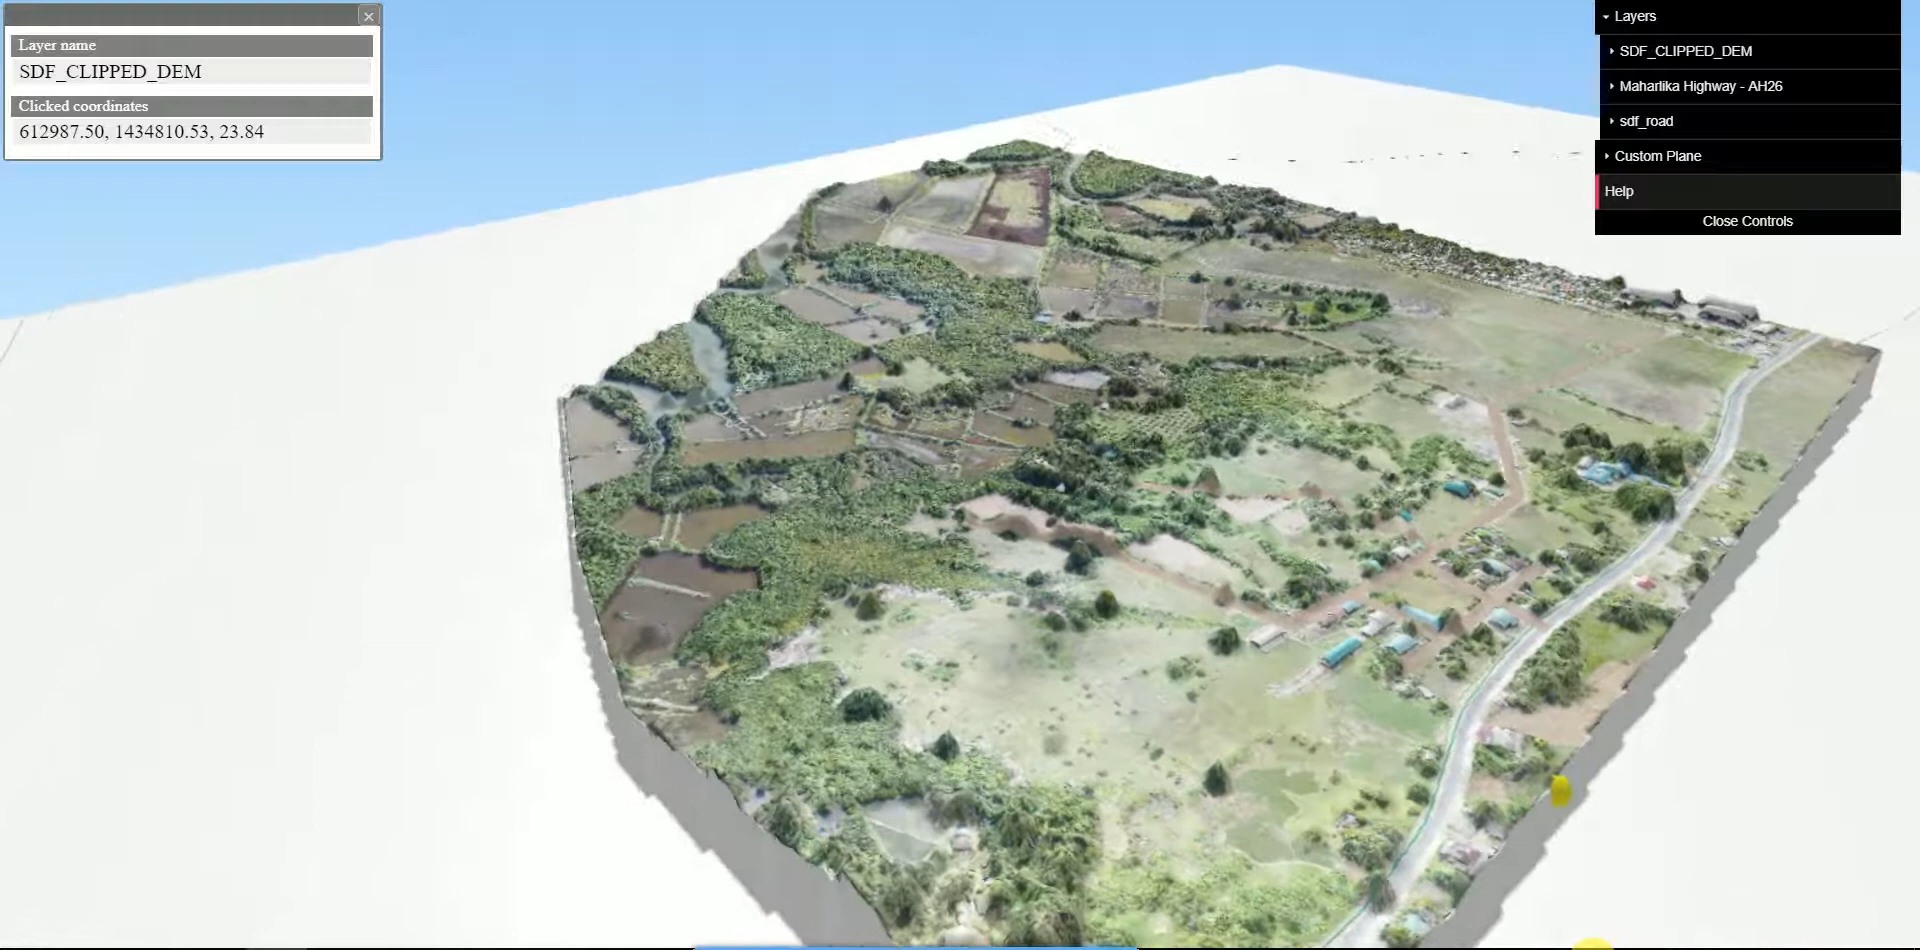 Layer name
SDF_CLIPPED_DEM
Clicked coordinates
612987.50, 1434810.53, 23.84
Layers
SDF_CLIPPED_DEM
Maharlika Highway - AH26
sdf_road
Custom Plane
Help
Close Controls